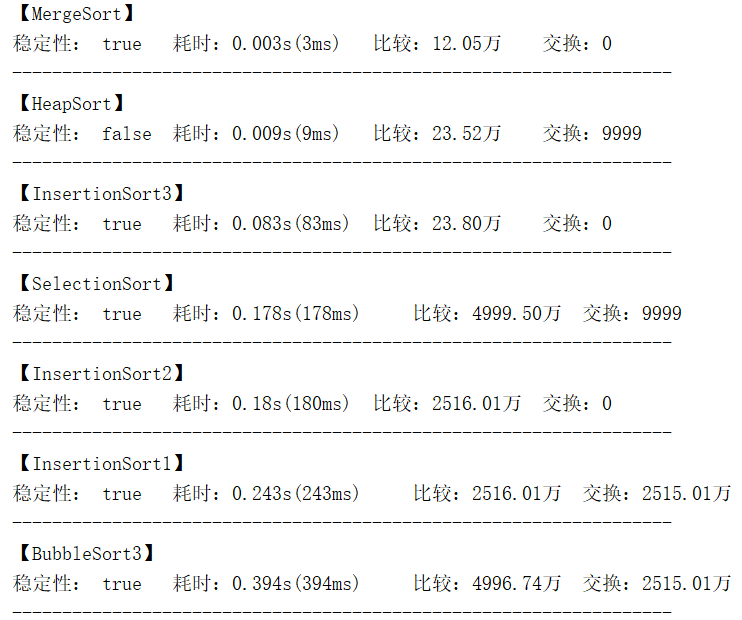 【MergeSort】
稳定性： true 耗时：0.003s(3ms) 比较：12.05万 交换：0
------------------------------------------------------------------
【HeapSort】
稳定性： false 耗时：0.009s(9ms) 比较：23.52万 交换：9999
------------------------------------------------------------------
【InsertionSort3】
稳定性： true 耗时：0.083s(83ms) 比较：23.80万 交换：0
------------------------------------------------------------------
【SelectionSort】
稳定性： true 耗时：0.178s(178ms) 比较：4999.50万 交换：9999
------------------------------------------------------------------
【InsertionSort2】
稳定性： true 耗时：0.18s(180ms) 比较：2516.01万 交换：0
------------------------------------------------------------------
【InsertionSort1】
稳定性： true 耗时：0.243s(243ms) 比较：2516.01万 交换：2515.01万
------------------------------------------------------------------
【BubbleSort3】
稳定性： true 耗时：0.394s(394ms) 比较：4996.74万 交换：2515.01万
------------------------------------------------------------------